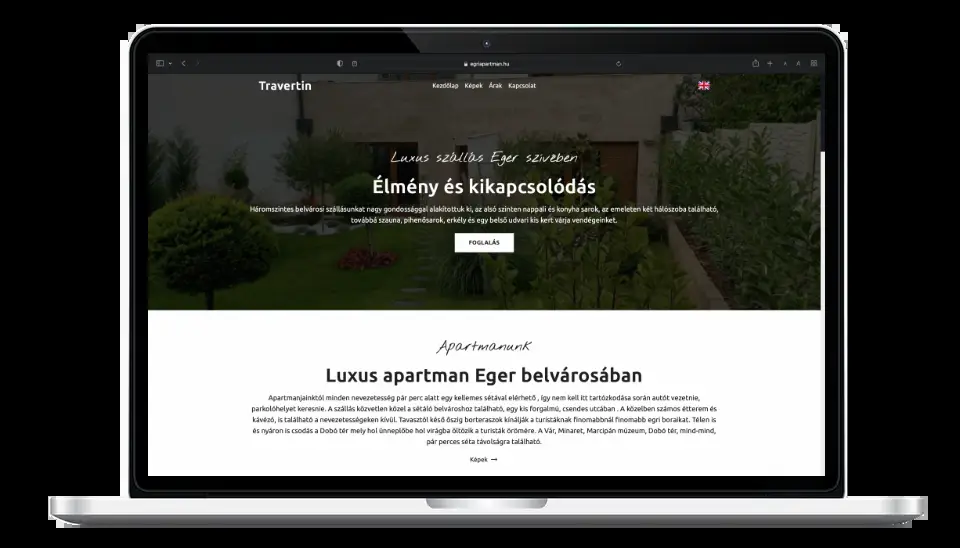 egriapartman.hu
Travertin
Kezdőlap Képek Árak Kapcsolat
Luxus szállás Eger szívében
Élmény és kikapcsolódás
Háromszintes belvárosi szállásunkat nagy gondossággal alakítottuk ki, az alsó szinten nappali és konyha sarok, az emeleten két hálószoba található,
továbbá szauna, pihenősarok, erkély és egy belső udvari kis kert várja vendégeinket.
FOGLALÁS
Apartmanunk
Luxus apartman Eger belvárosában
Apartmanjainktól minden nevezetesség pár perc alatt egy kellemes sétával elérhető , így nem kell itt tartózkodása során autót vezetnie,
parkolóhelyet keresnie. A szállás közvetlen közel a sétáló belvároshoz található, egy kis forgalmú, csendes utcában . A közelben számos étterem és
kávézó, is található a nevezetességeken kívül. Tavasztól késő őszig borteraszok kínálják a turistáknak finomabbnál finomabb egri boraikat. Télen is
és nyáron is csodás a Dobó tér mely hol ünneplőbe hol virágba öltözik a turisták örömére. A Vár, Minaret, Marcipán múzeum, Dobó tér, mind-mind,
pár perces séta távolságra található.
Képek →